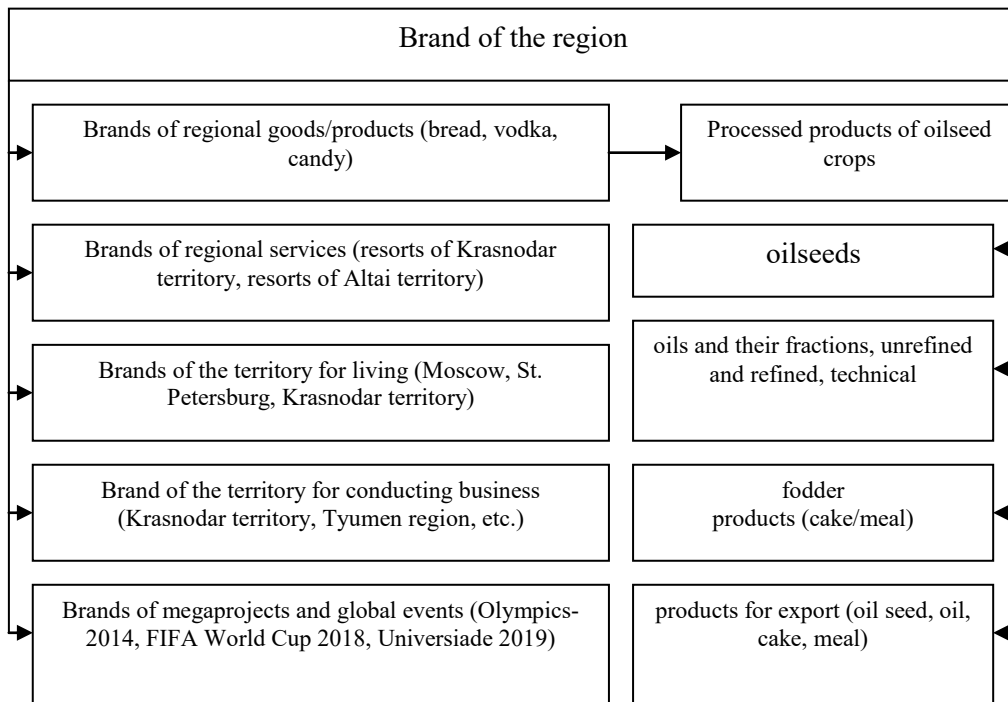 Brand of the region
Brands of regional goods/products (bread, vodka,
candy)
Processed products of oilseed
crops
Brands of regional services (resorts of Krasnodar
territory, resorts of Altai territory)
oilseeds
Brands of the territory for living (Moscow, St.
Petersburg, Krasnodar territory)
oils and their fractions, unrefined
and refined, technical
Brand of the territory for conducting business
(Krasnodar territory, Tyumen region, etc.)
fodder
products (cake/meal)
Brands of megaprojects and global events (Olympics-
2014, FIFA World Cup 2018, Universiade 2019)
products for export (oil seed, oil,
cake, meal)